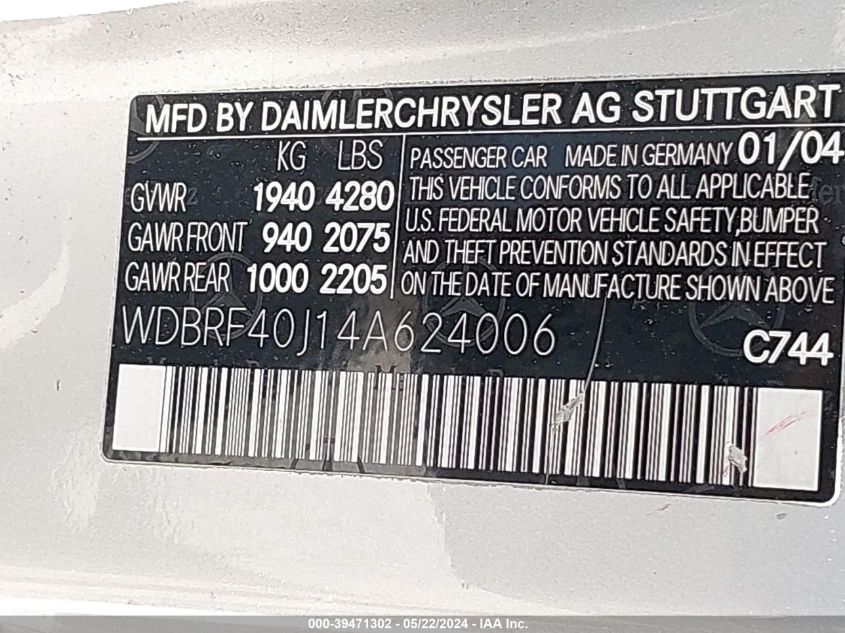 MFD BY DAIMLERCHRYSLER AG STUTTGART
KG LBS
GVWR 1940 4280
GAWR FRONT 940 2075
GAWR REAR 1000 2205
PASSENGER CAR MADE IN GERMANY 01/04
THIS VEHICLE CONFORMS TO ALL APPLICABLE
U.S. FEDERAL MOTOR VEHICLE SAFETY,BUMPER
AND THEFT PREVENTION STANDARDS IN EFFECT
ON THE DATE OF MANUFACTURE SHOWN ABOVE
WDBRF40J14A624006
C744
000-39471302 - 05/22/2024 - IAA Inc.